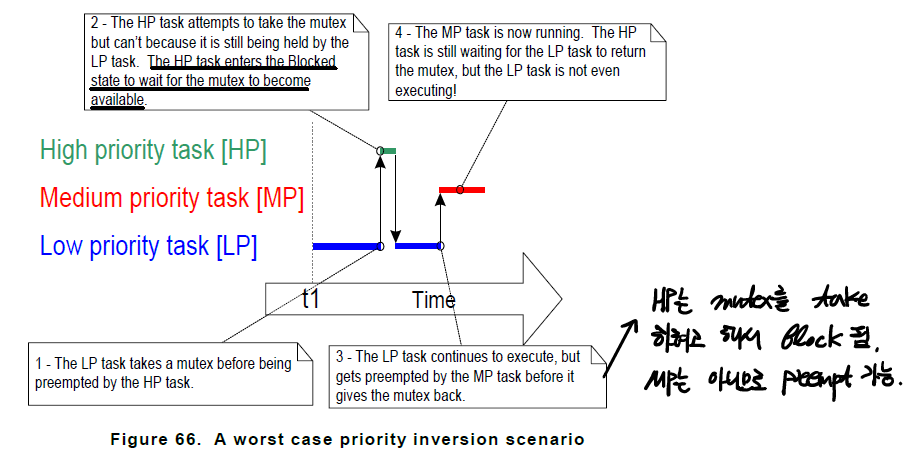 2 - The HP task attempts to take the mutex
but can't because it is still being held by the
LP task.  The HP task enters the Blocked
state to wait for the mutex to become
available.
4 - The MP task is now running.  The HP
task is still waiting for the LP task to return
the mutex, but the LP task is not even
executing!
High priority task [HP]
Medium priority task [MP]
Low priority task [LP]
t1
Time
1 - The LP task takes a mutex before being
preempted by the HP task.
3 - The LP task continues to execute, but
gets preempted by the MP task before it
gives the mutex back.
HP는 mutex를 take
하려고 해서 Block 됨.
MP는 아니므로 preempt 가능.
Figure 66.  A worst case priority inversion scenario